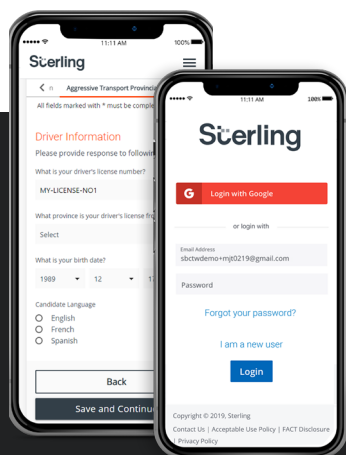 11:11 AM
100%
Sterling
n Aggressive Transport Provincia
All fields marked with * must be comple
Driver Information
Please provide response to followin
What is your driver's license number?
MY-LICENSE-NO1
What province is your driver's license fro
Select
What is your birth date?
1989 12 1
Candidate Language
English
French
Spanish
Back
Save and Continu
11:11 AM
100%
Sterling
G Login with Google
or login with
Email Address
sbctwdemo+mjt0219@gmail.com
Password
Forgot your password?
I am a new user
Login
Copyright © 2019, Sterling
Contact Us | Acceptable Use Policy | FACT Disclosure
| Privacy Policy